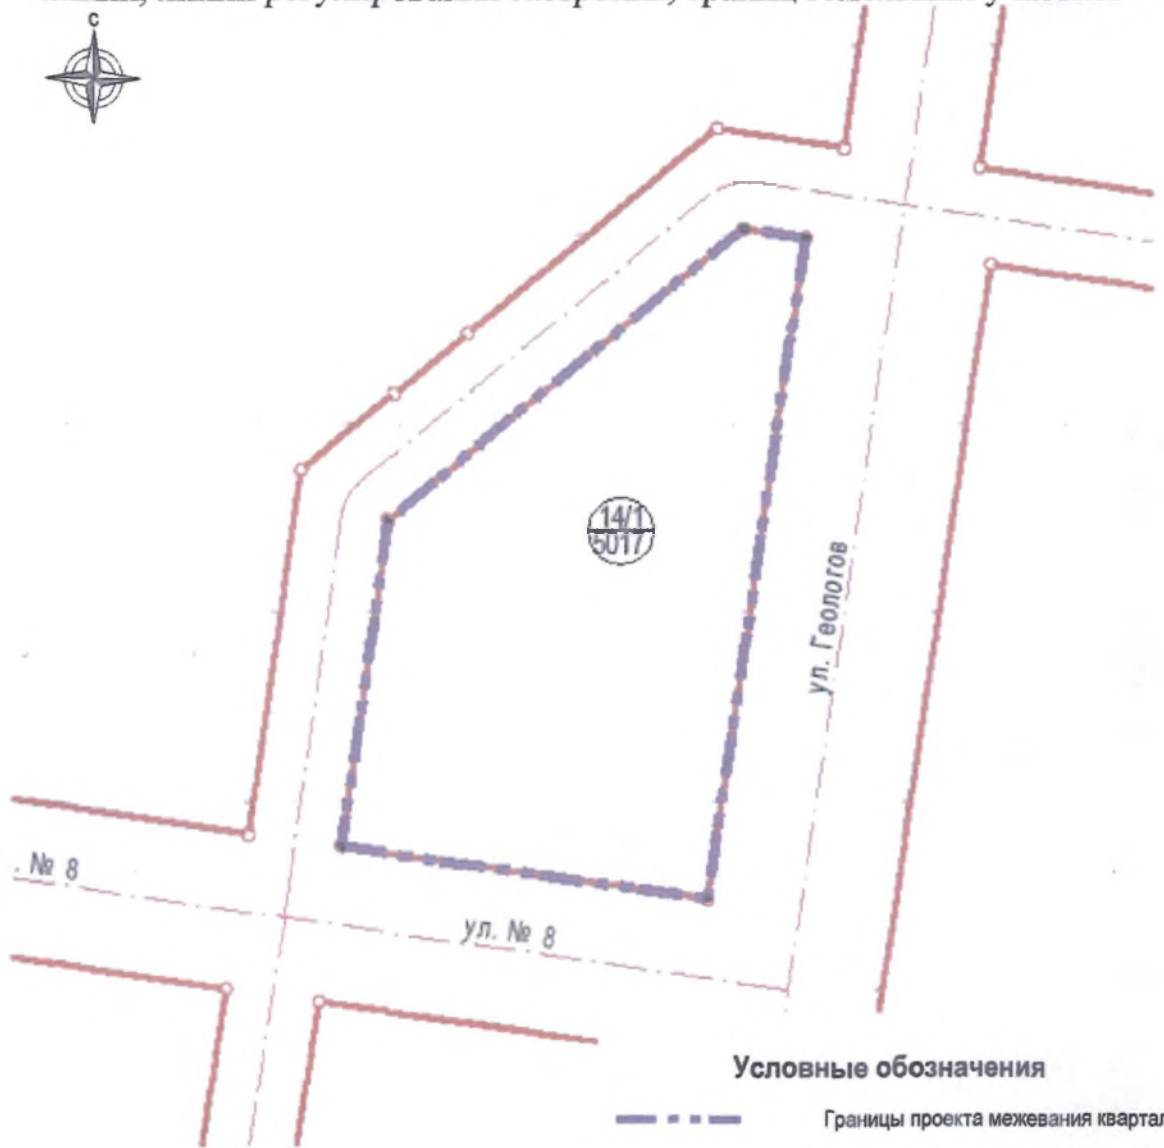 с
14/1
5017
ул. Геологов
. № 8
ул. № 8
Условные обозначения
Границы проекта межевания квартал